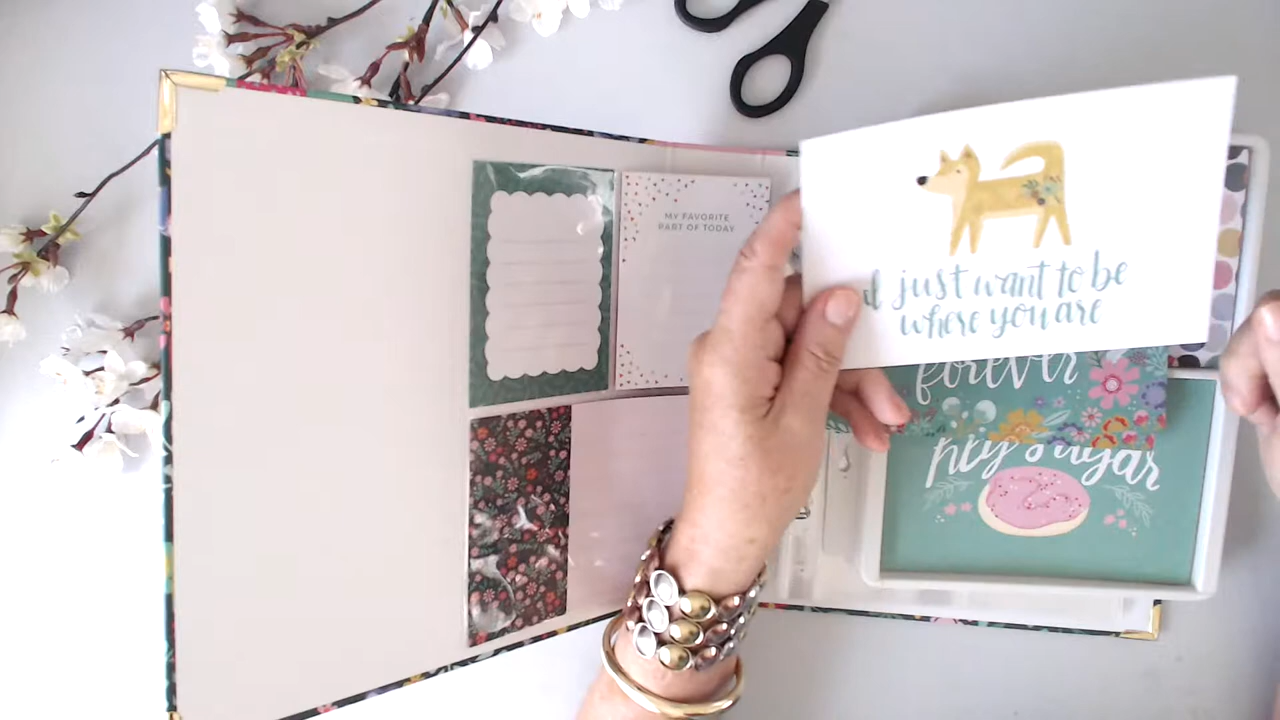 MY FAVORITE
PART OF TODAY
just want to be
where you are
forever
hey sugar